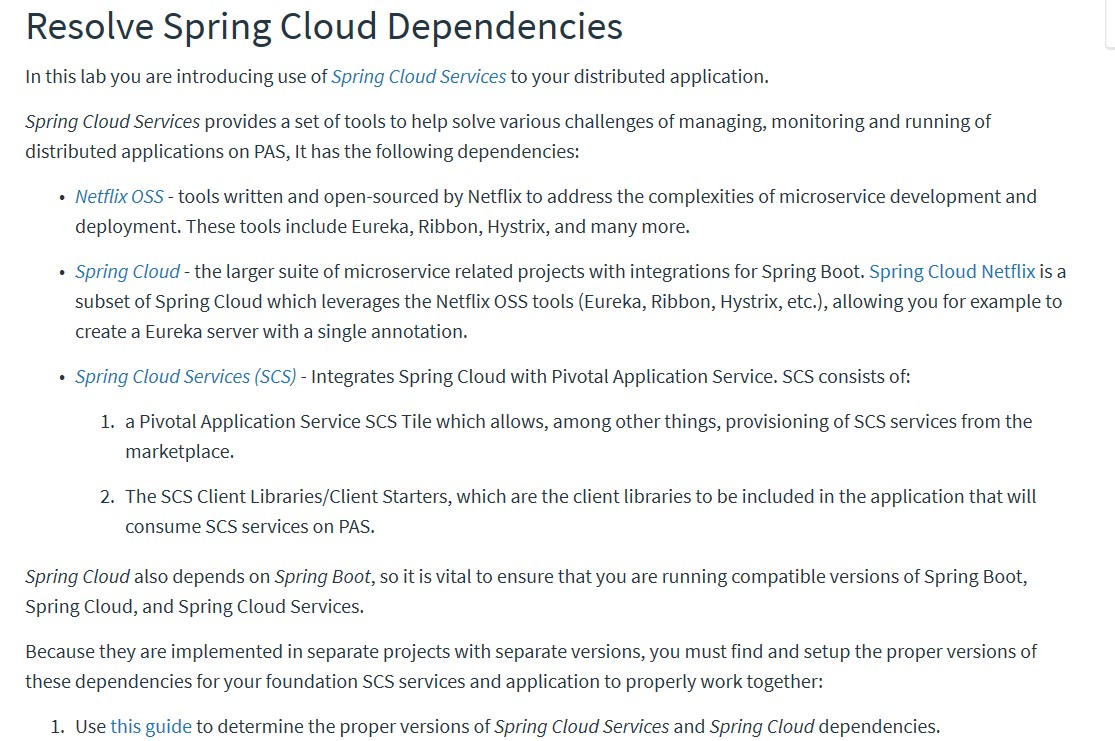 Resolve Spring Cloud Dependencies
In this lab you are introducing use of Spring Cloud Services to your distributed application.
Spring Cloud Services provides a set of tools to help solve various challenges of managing, monitoring and running of
distributed applications on PAS, It has the following dependencies:
• Netflix OSS - tools written and open-sourced by Netflix to address the complexities of microservice development and
deployment. These tools include Eureka, Ribbon, Hystrix, and many more.
• Spring Cloud - the larger suite of microservice related projects with integrations for Spring Boot. Spring Cloud Netflix is a
subset of Spring Cloud which leverages the Netflix OSS tools (Eureka, Ribbon, Hystrix, etc.), allowing you for example to
create a Eureka server with a single annotation.
• Spring Cloud Services (SCS) - Integrates Spring Cloud with Pivotal Application Service. SCS consists of:
1. a Pivotal Application Service SCS Tile which allows, among other things, provisioning of SCS services from the
marketplace.
2. The SCS Client Libraries/Client Starters, which are the client libraries to be included in the application that will
consume SCS services on PAS.
Spring Cloud also depends on Spring Boot, so it is vital to ensure that you are running compatible versions of Spring Boot,
Spring Cloud, and Spring Cloud Services.
Because they are implemented in separate projects with separate versions, you must find and setup the proper versions of
these dependencies for your foundation SCS services and application to properly work together:
1. Use this guide to determine the proper versions of Spring Cloud Services and Spring Cloud dependencies.